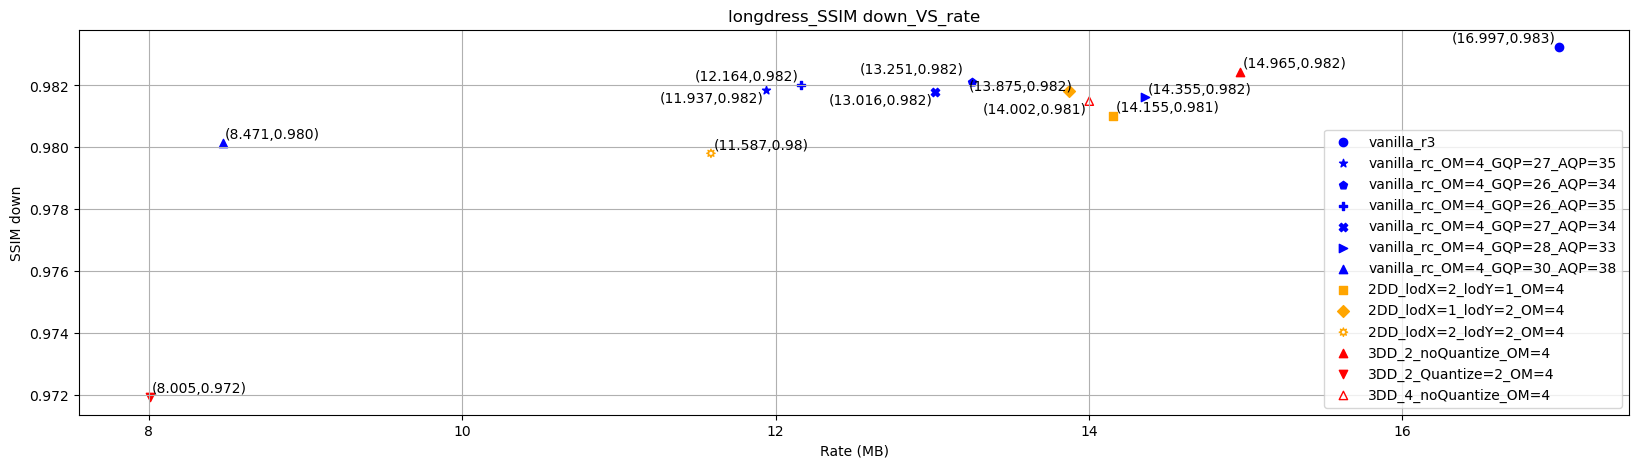 longdress_SSIM down_VS_rate
(16.997,0.983)
(14.965,0.982)
(13.251,0.982)
(12.164,0.982)
(13.875,0.982)
(14.355,0.982)
(11.937,0.982)
(13.016,0.982)
(14.002,0.981)
(14.155,0.981)
(8.471,0.980)
(11.587,0.98)
(8.005,0.972)
0.982
0.980
0.978
0.976
0.974
0.972
SSIM down
8
10
12
14
16
Rate (MB)
vanilla_r3
vanilla_rc_OM=4_GQP=27_AQP=35
vanilla_rc_OM=4_GQP=26_AQP=34
vanilla_rc_OM=4_GQP=26_AQP=35
vanilla_rc_OM=4_GQP=27_AQP=34
vanilla_rc_OM=4_GQP=28_AQP=33
vanilla_rc_OM=4_GQP=30_AQP=38
2DD_lodX=2_lodY=1_OM=4
2DD_lodX=1_lodY=2_OM=4
2DD_lodX=2_lodY=2_OM=4
3DD_2_noQuantize_OM=4
3DD_2_Quantize=2_OM=4
3DD_4_noQuantize_OM=4